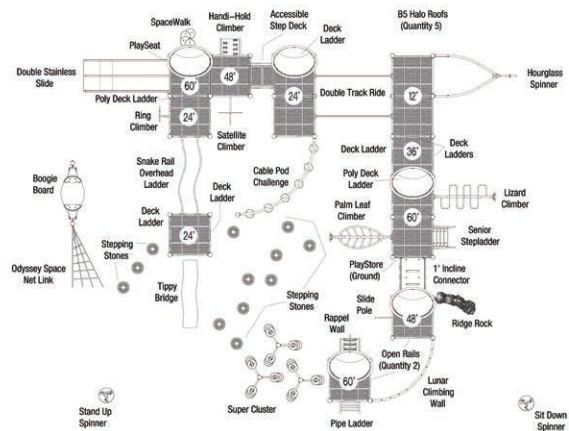 SpaceWalk
Handi-Hold
Climber
Accessible
Step Deck
Deck
Ladder
B5 Halo Roofs
(Quantity 5)
PlaySeat
Double Stainless
Slide
60"
48"
24"
12"
Double Track Ride
Hourglass
Spinner
Poly Deck Ladder
Ring
Climber
24"
Satellite
Climber
Deck Ladder
36"
Deck
Ladders
Snake Rail
Overhead
Ladder
Cable Pod
Challenge
Poly Deck
Ladder
Boogie
Board
Deck
Ladder
Lizard
Climber
Deck
Ladder
24"
Palm Leaf
Climber
60"
Senior
Stepladder
Stepping
Stones
Odyssey Space
Net Link
PlayStore
(Ground)
1' Incline
Connector
Tippy
Bridge
Stepping
Stones
Slide
Pole
48"
Ridge Rock
Rappel
Wall
Open Rails
(Quantity 2)
60"
Lunar
Climbing
Wall
Super Cluster
Pipe Ladder
Stand Up
Spinner
Sit Down
Spinner